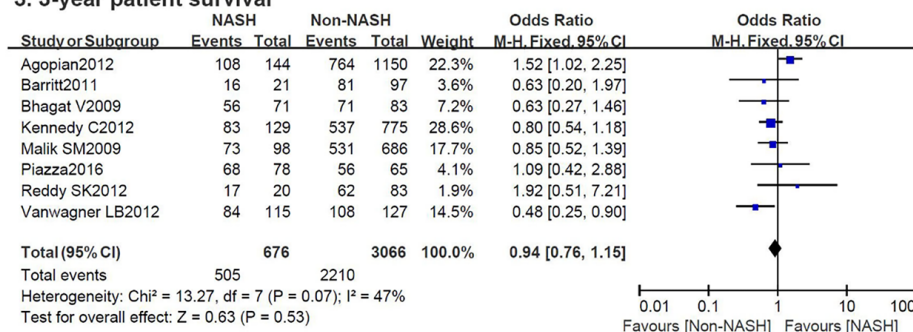 3. 3-year patient survival
NASH Non-NASH Odds Ratio Odds Ratio
Study or Subgroup Events Total Events Total Weight M-H. Fixed. 95% CI M-H. Fixed. 95% CI
Agopian2012 108 144 764 1150 22.3% 1.52 [1.02, 2.25]
Barritt2011 16 21 81 97 3.6% 0.63 [0.20, 1.97]
Bhagat V2009 56 71 71 83 7.2% 0.63 [0.27, 1.46]
Kennedy C2012 83 129 537 775 28.6% 0.80 [0.54, 1.18]
Malik SM2009 73 98 531 686 17.7% 0.85 [0.52, 1.39]
Piazza2016 68 78 56 65 4.1% 1.09 [0.42, 2.88]
Reddy SK2012 17 20 62 83 1.9% 1.92 [0.51, 7.21]
Vanwagner LB2012 84 115 108 127 14.5% 0.48 [0.25, 0.90]
Total (95% CI) 676 3066 100.0% 0.94 [0.76, 1.15]
Total events 505 2210
Heterogeneity: Chi² = 13.27, df = 7 (P = 0.07); I² = 47%
Test for overall effect: Z = 0.63 (P = 0.53)
0.01 0.1 1 10 100
Favours [Non-NASH] Favours [NASH]